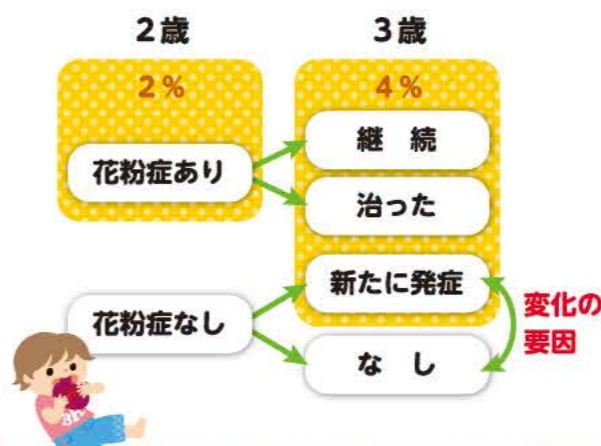 2歳
3歳
2%
4%
花粉症あり
継 続
治った
花粉症なし
新たに発症
な し
変化の
要因